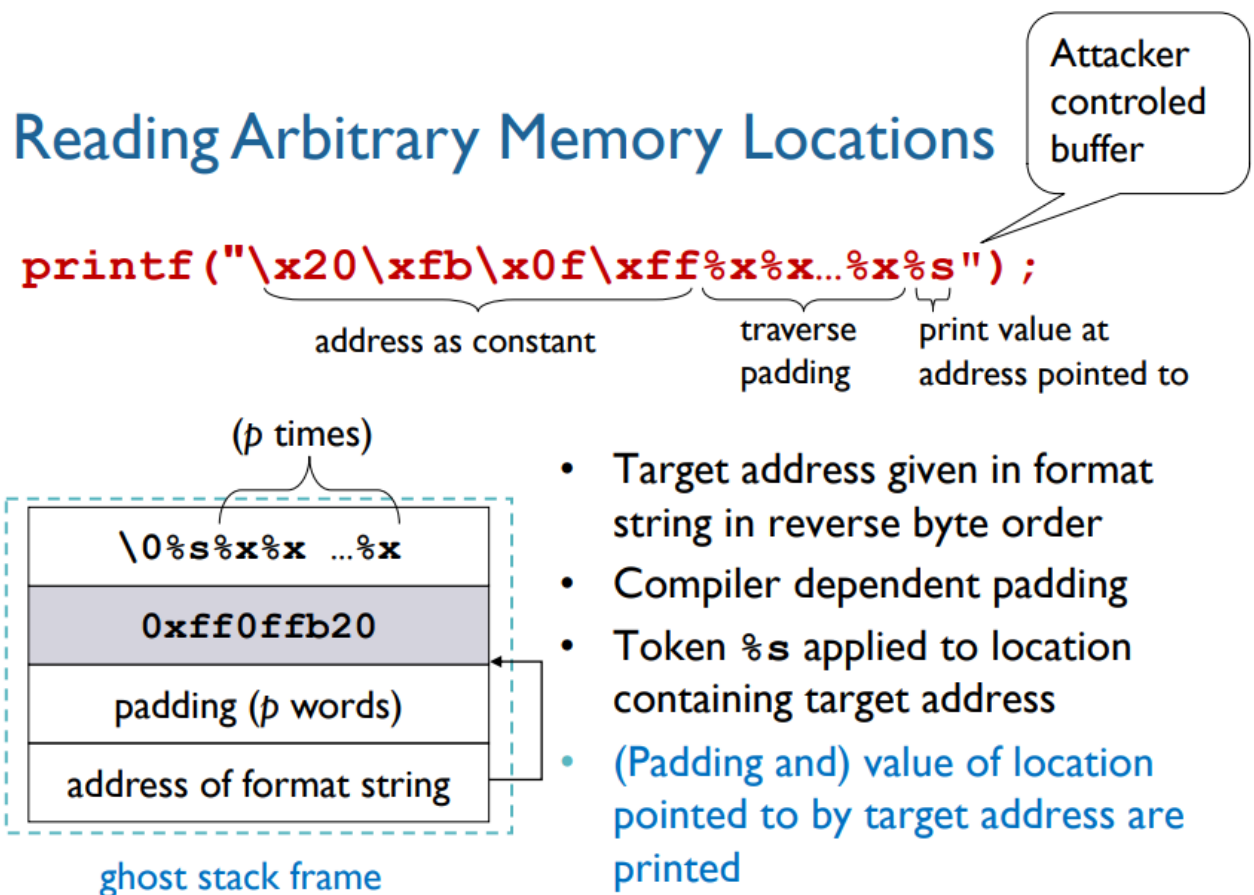 Attacker
controled
buffer
Reading Arbitrary Memory Locations
printf("\x20\xfb\x0f\xff%x%x…%x%s");
address as constant
traverse
padding
print value at
address pointed to
(p times)
\0%s%x%x …%x
0xff0ffb20
padding (p words)
address of format string
ghost stack frame
• Target address given in format
string in reverse byte order
• Compiler dependent padding
• Token %s applied to location
containing target address
• (Padding and) value of location
pointed to by target address are
printed